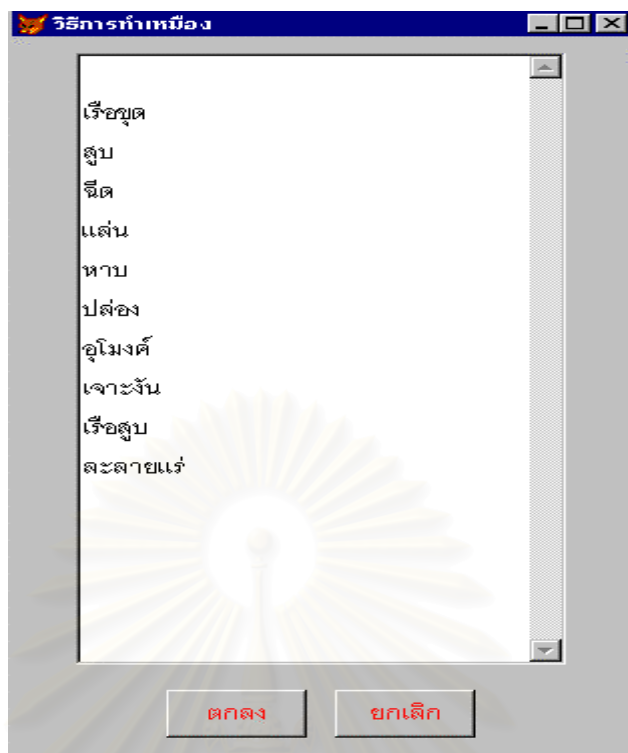 วิธีการทำเหมือง
เรือขุด
สูบ
ฉีด
แล่น
หาบ
ปล่อง
อุโมงค์
เจาะงัน
เรือสูบ
ละลายแร่
ตกลง
ยกเลิก